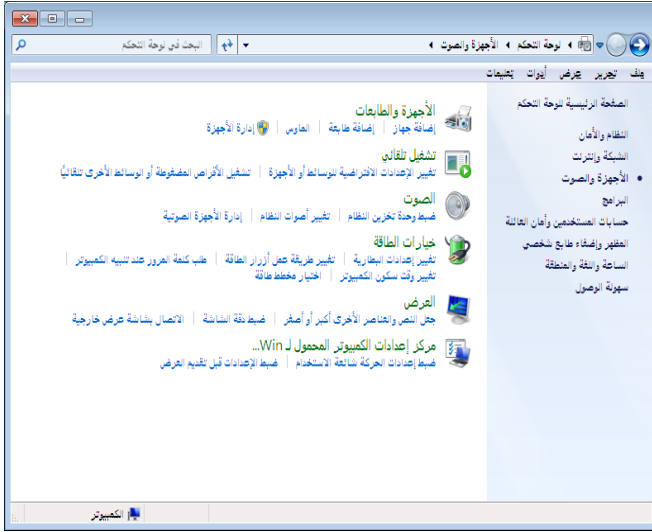 لوحة التحكم
الأجهزة والصوت
البحث في لوحة التحكم
ملف تحرير عرض أدوات تعليمات
الصفحة الرئيسية للوحة التحكم
النظام والأمان
الشبكة وإنترنت
الأجهزة والصوت
البرامج
حسابات المستخدمين وأمان العائلة
المظهر وإضفاء طابع شخصي
الساعة واللغة والمنطقة
سهولة الوصول
الأجهزة والطابعات
إضافة جهاز إضافة طابعة الماوس إدارة الأجهزة
تشغيل تلقائي
تغيير الإعدادات الافتراضية للوسائط أو الأجهزة تشغيل الأقراص المضغوطة أو الوسائط الأخرى تلقائيًا
الصوت
ضبط وحدة تخزين النظام تغيير أصوات النظام إدارة الأجهزة الصوتية
خيارات الطاقة
تغيير إعدادات البطارية تغيير طريقة عمل أزرار الطاقة طلب كلمة المرور عند تنبيه الكمبيوتر
تغيير وقت سكون الكمبيوتر اختيار مخطط طاقة
العرض
جعل النص والعناصر الأخرى أكبر أو أصغر ضبط دقة الشاشة الاتصال بشاشة عرض خارجية
مركز إعدادات الكمبيوتر المحمول لـ Win...
ضبط إعدادات الحركة شائعة الاستخدام ضبط الإعدادات قبل تقديم العرض
الكمبيوتر